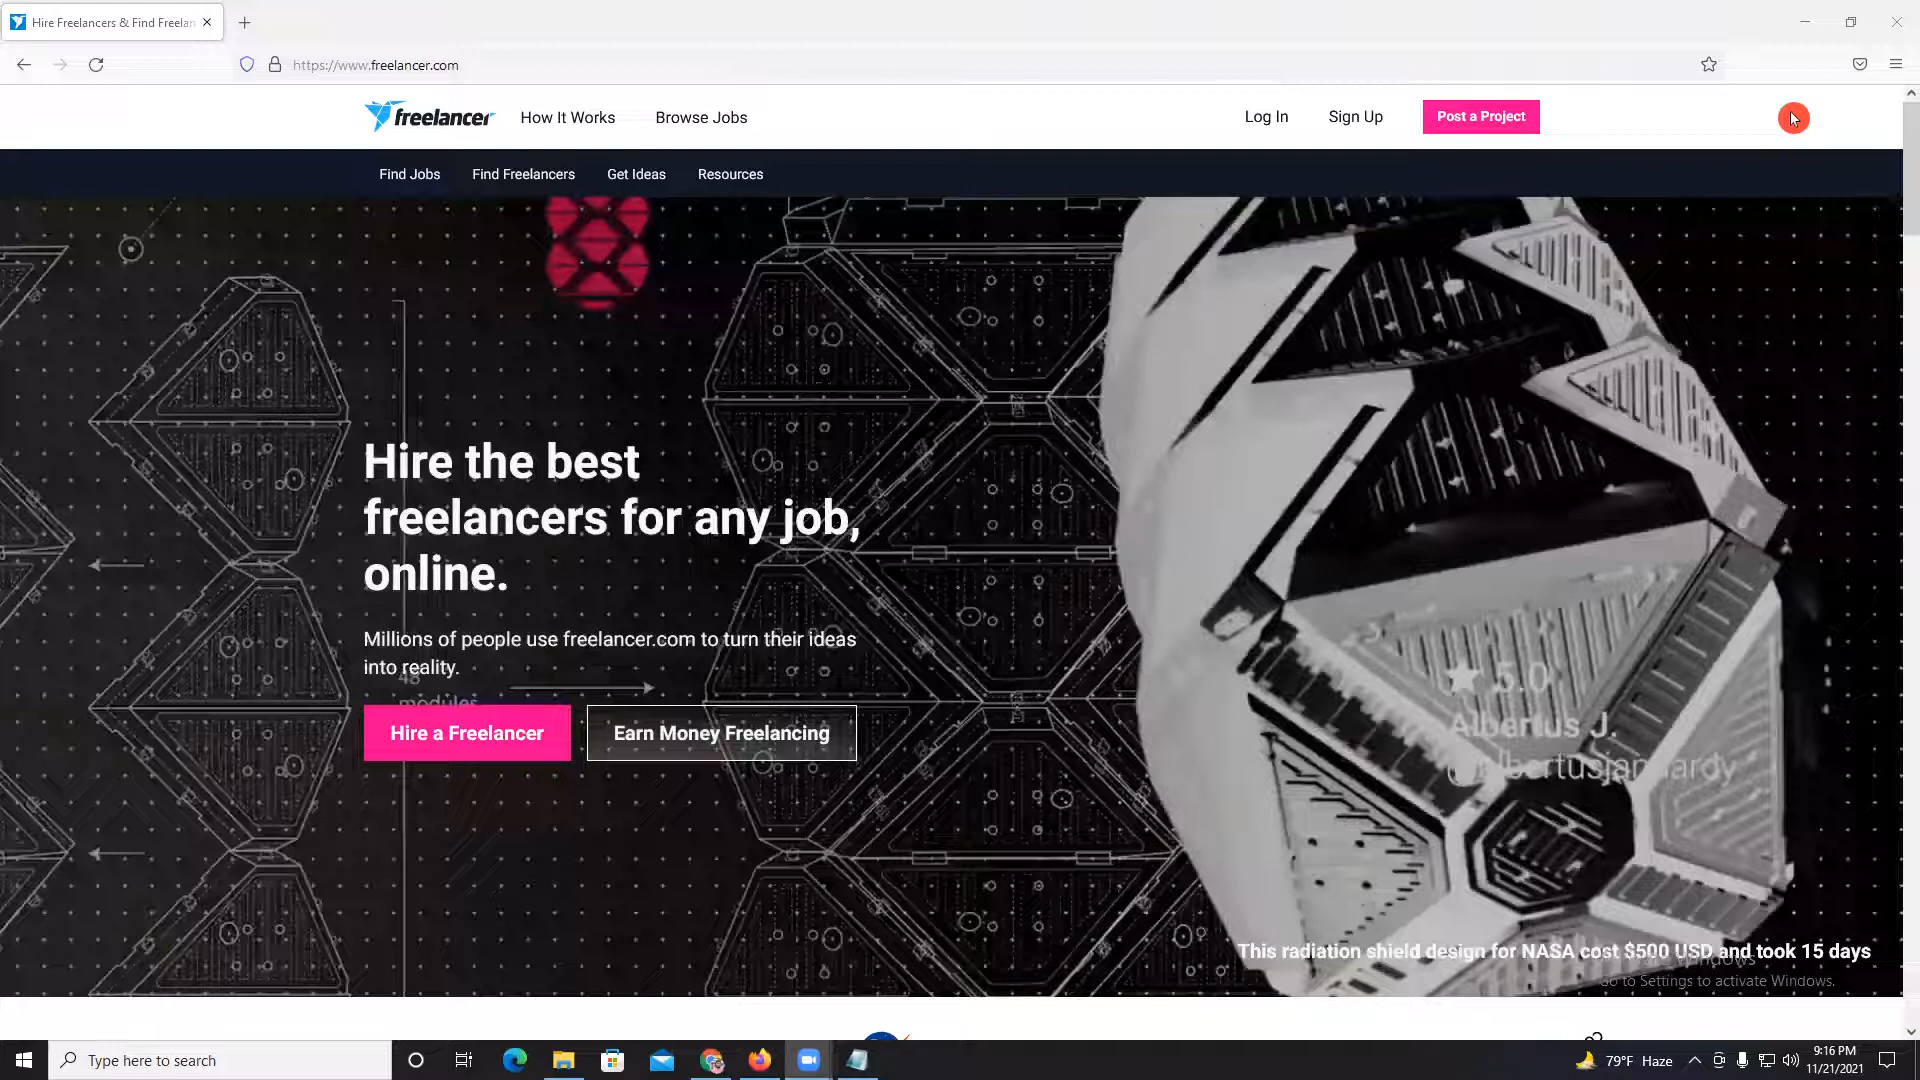 Hire Freelancers & Find Freelan
https://www.freelancer.com
freelancer
How It Works
Browse Jobs
Log In
Sign Up
Post a Project
Find Jobs
Find Freelancers
Get Ideas
Resources
Hire the best
freelancers for any job,
online.
Millions of people use freelancer.com to turn their ideas
into reality.
48
modules
Hire a Freelancer
Earn Money Freelancing
5.0
Albertus J.
This radiation shield design for NASA cost $500 USD and took 15 days
Go to Settings to activate Windows.
Type here to search
79°F Haze
9:16 PM
11/21/2021